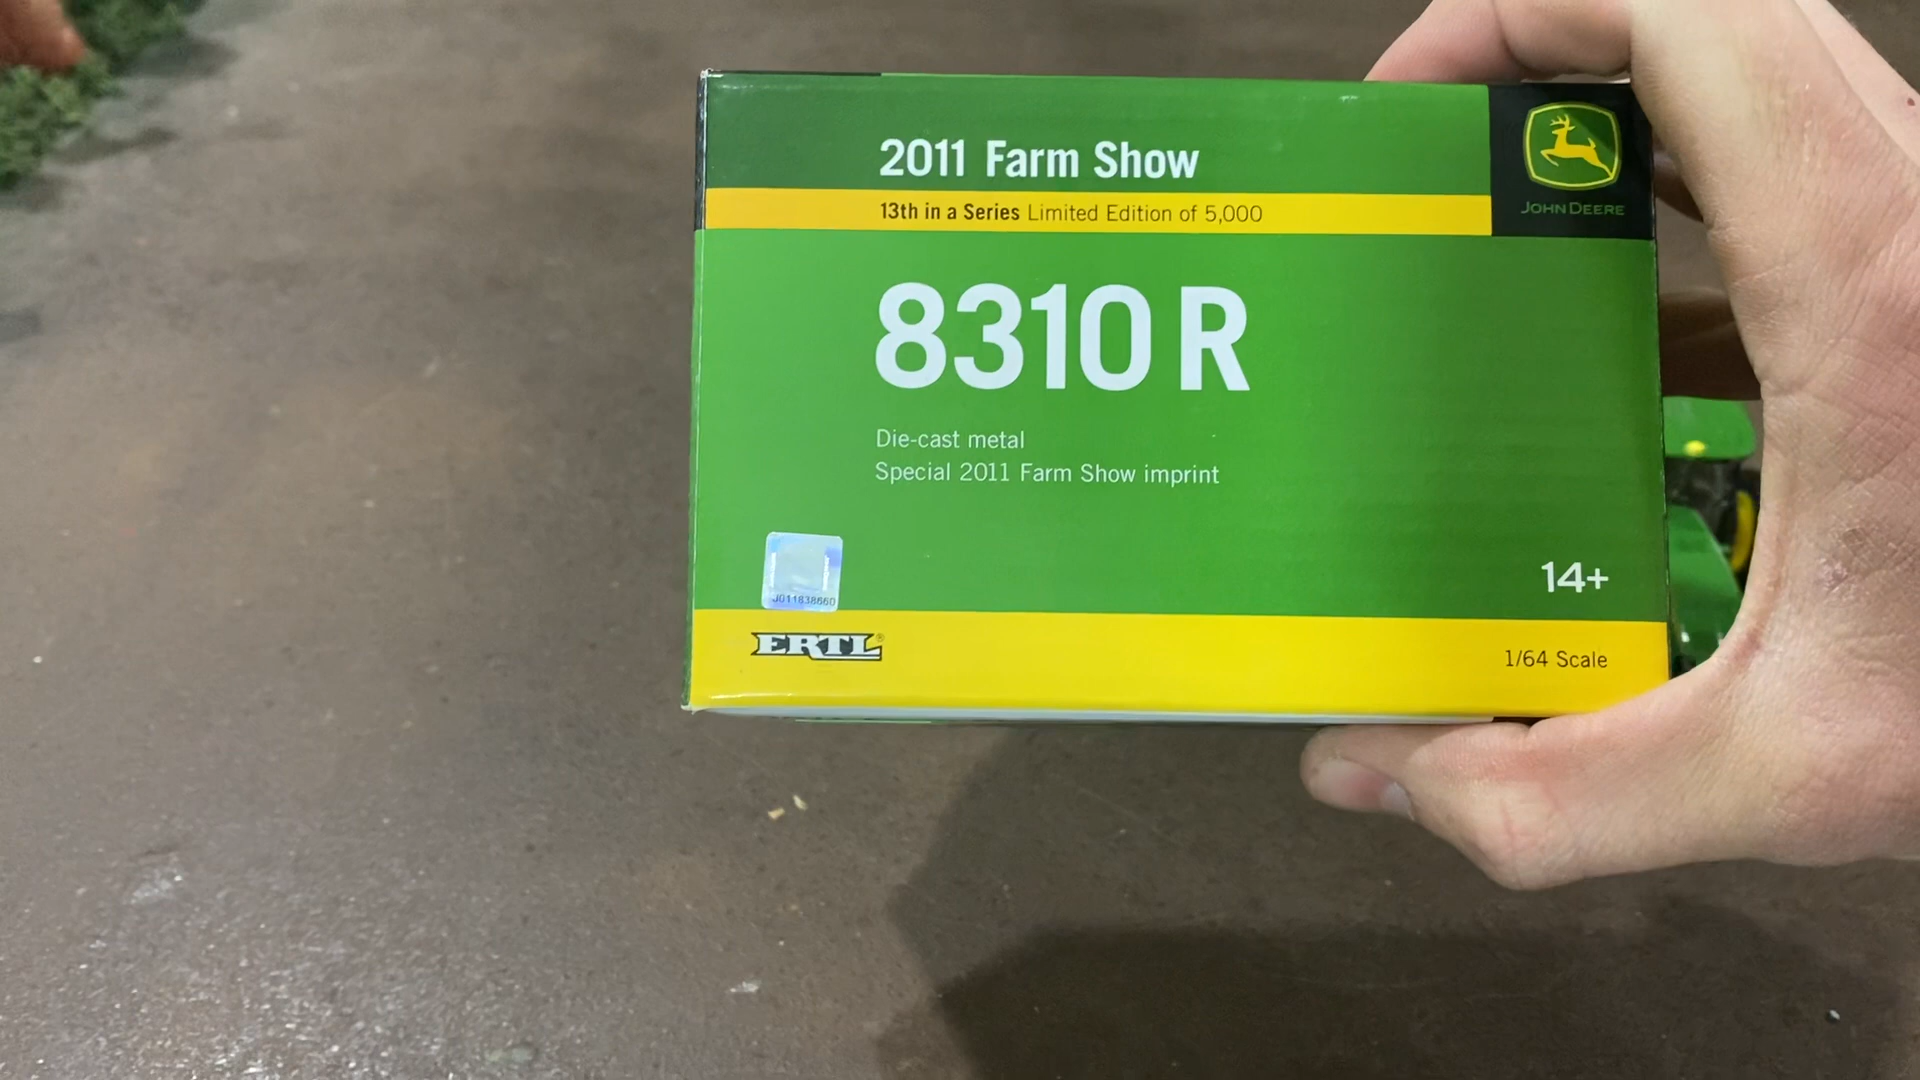 2011 Farm Show
13th in a Series Limited Edition of 5,000
JOHN DEERE
8310 R
Die-cast metal
Special 2011 Farm Show imprint
J011838660
14+
ERTL®
1/64 Scale